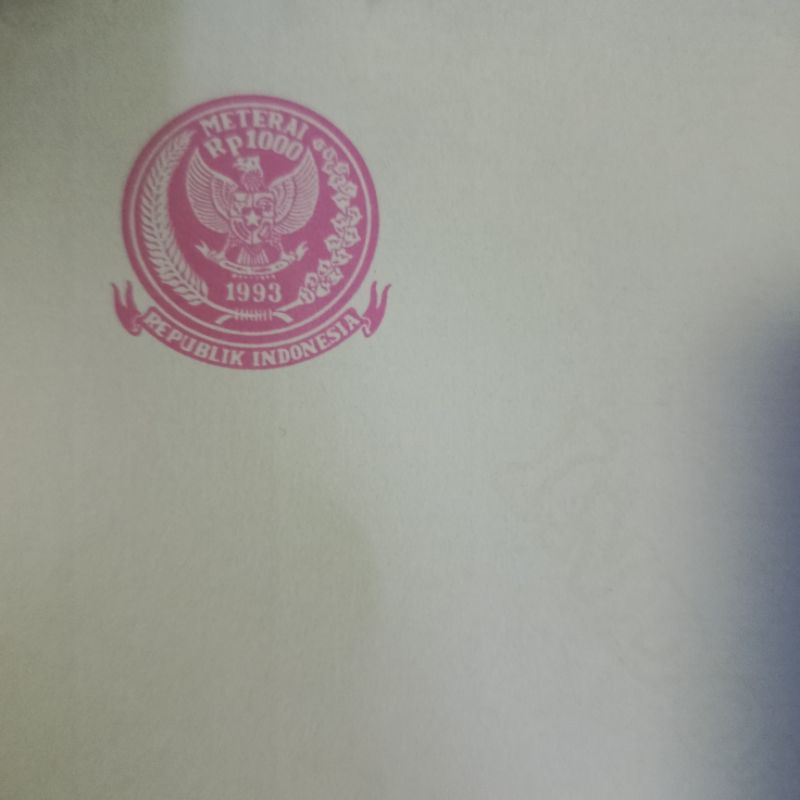 METERAI
Rp1000
1993
REPUBLIK INDONESIA